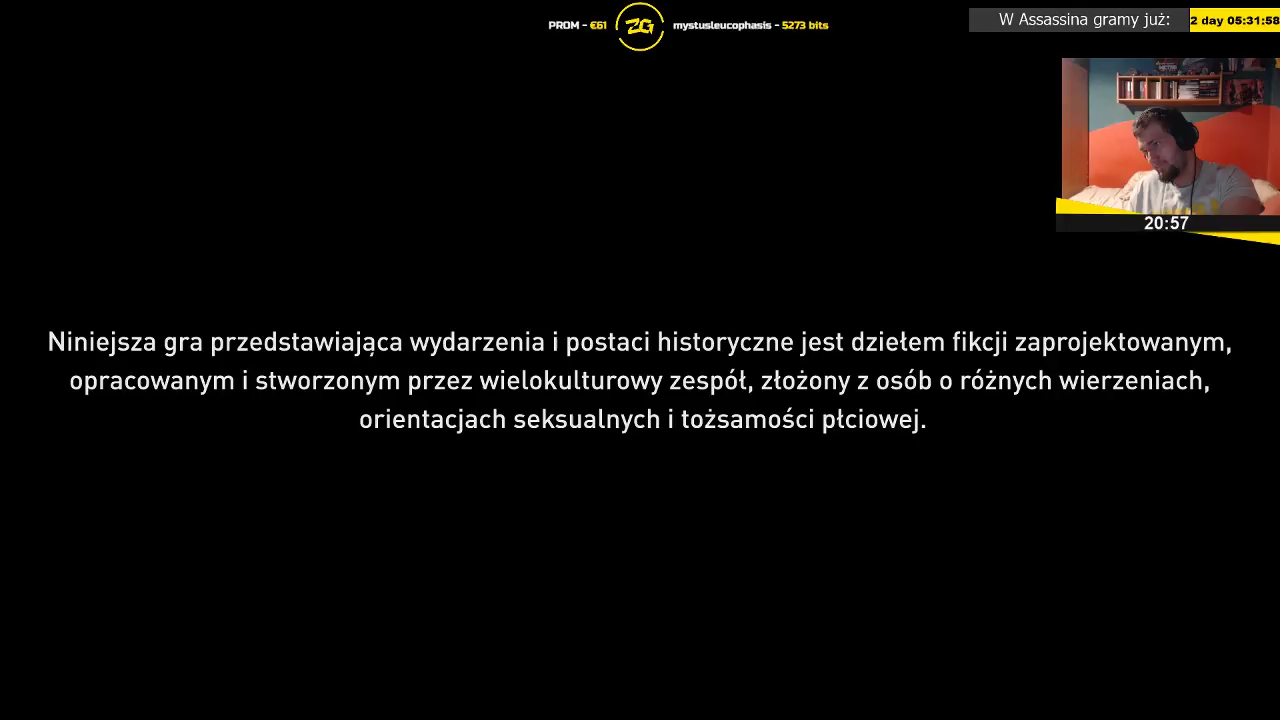 PROM - €61
ZG
mystusleucophasis - 5273 bits
W Assassina gramy już:
2 day 05:31:58
20:57
Niniejsza gra przedstawiająca wydarzenia i postaci historyczne jest dziełem fikcji zaprojektowanym,
opracowanym i stworzonym przez wielokulturowy zespół, złożony z osób o różnych wierzeniach,
orientacjach seksualnych i tożsamości płciowej.